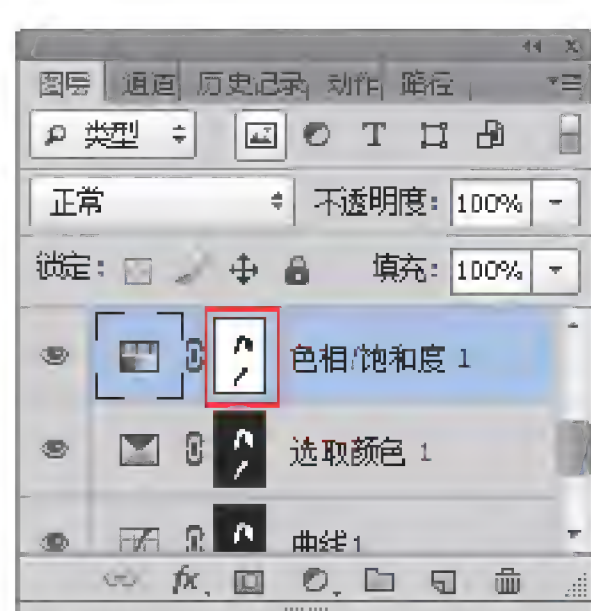 图层 通道 历史记录 动作 路径
类型 T
正常 不透明度: 100%
锁定: 填充: 100%
色相/饱和度 1
选取颜色 1
曲线 1
fx